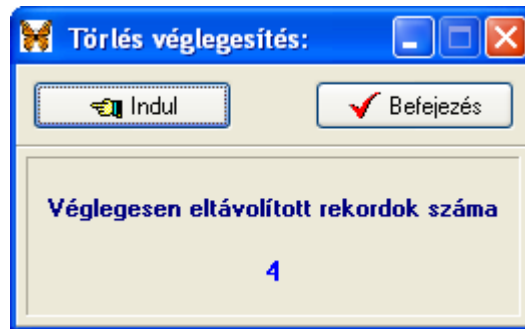 Törlés véglegesítés:
Indul
Befejezés
Véglegesen eltávolított rekordok száma
4